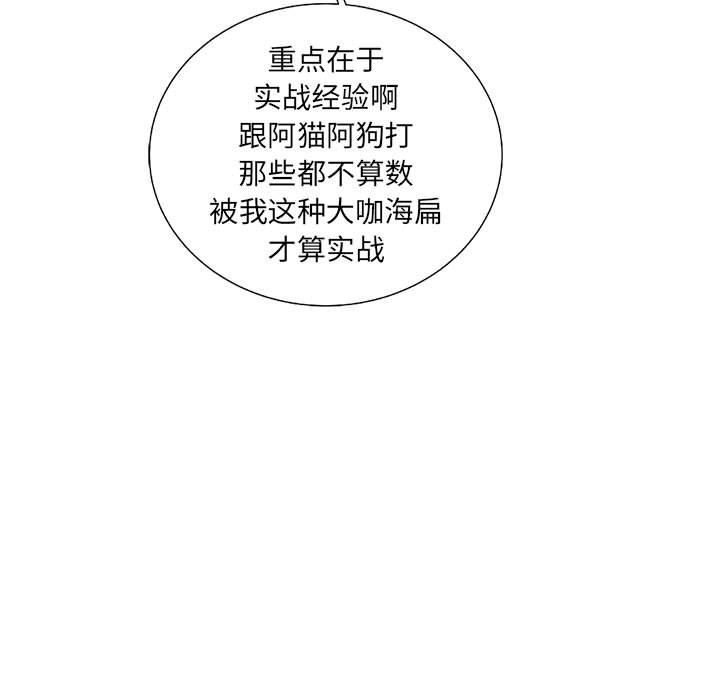 重点在于
实战经验啊
跟阿猫阿狗打
那些都不算数
被我这种大咖海扁
才算实战